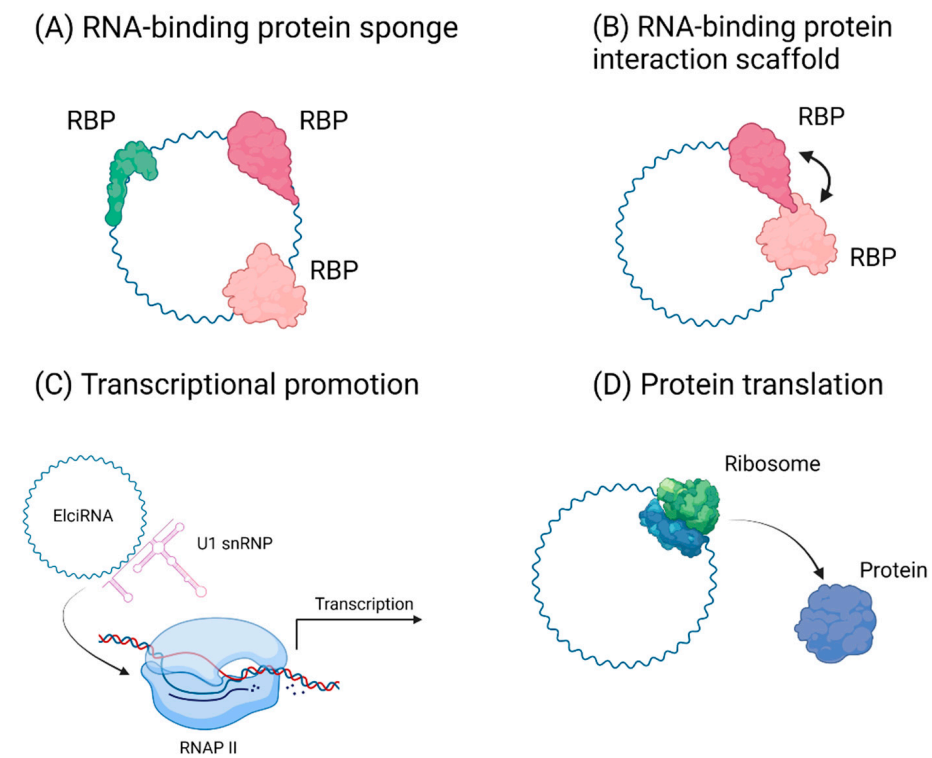 (A) RNA-binding protein sponge
RBP
RBP
RBP
(B) RNA-binding protein
interaction scaffold
RBP
RBP
(C) Transcriptional promotion
ElciRNA
U1 snRNP
Transcription
RNAP II
(D) Protein translation
Ribosome
Protein